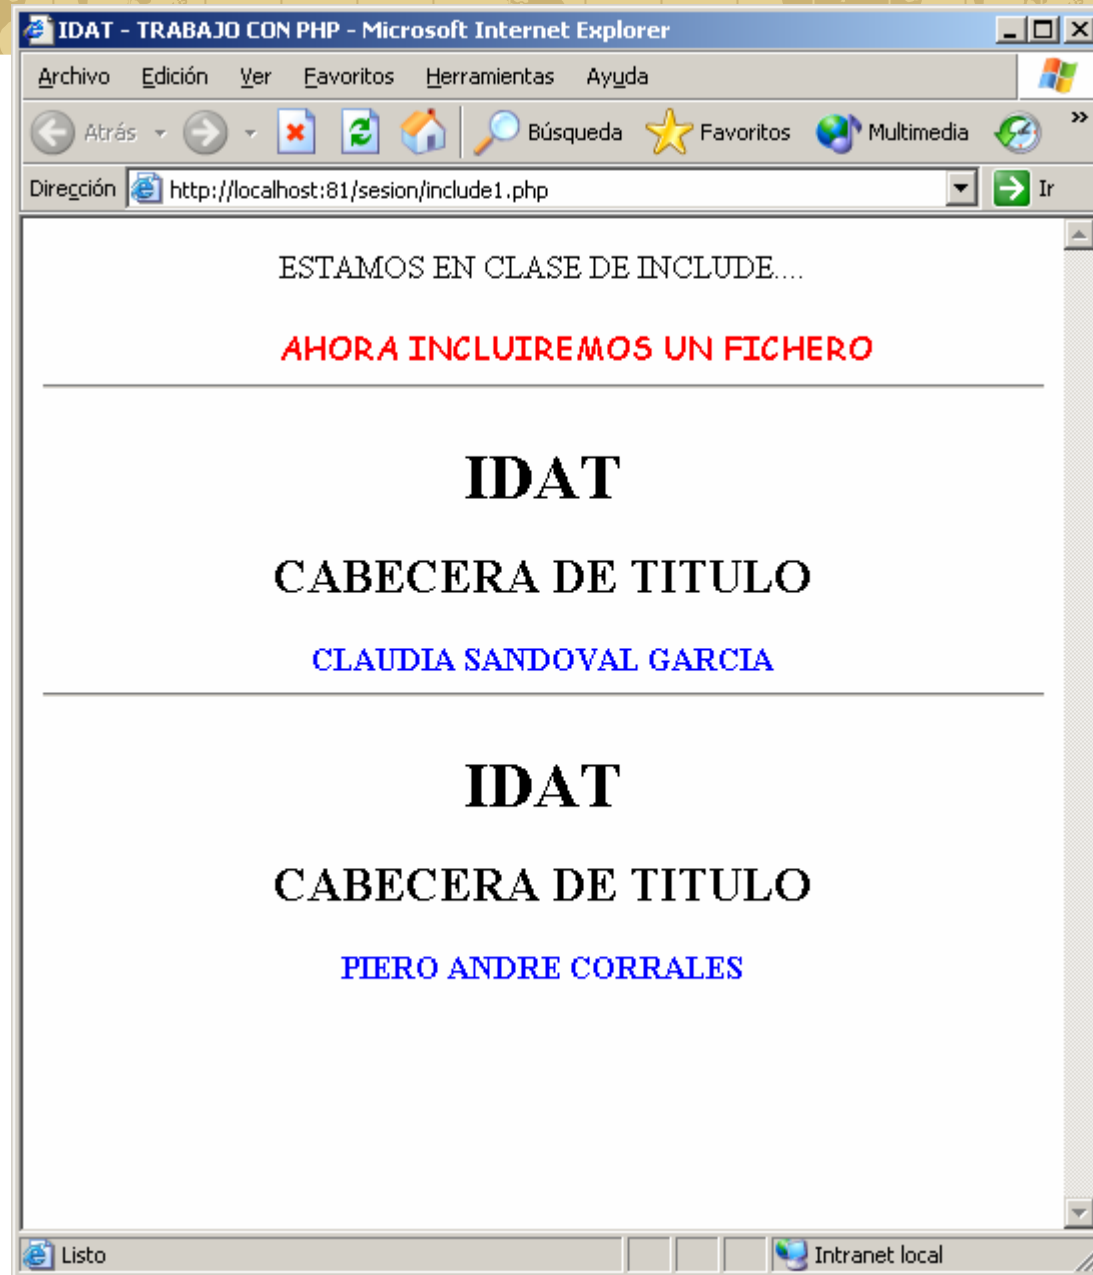 IDAT - TRABAJO CON PHP - Microsoft Internet Explorer
Archivo Edición Ver Favoritos Herramientas Ayuda
Atrás Búsqueda Favoritos Multimedia »
Dirección http://localhost:81/sesion/include1.php Ir
ESTAMOS EN CLASE DE INCLUDE....
AHORA INCLUIREMOS UN FICHERO
IDAT
CABECERA DE TITULO
CLAUDIA SANDOVAL GARCIA
IDAT
CABECERA DE TITULO
PIERO ANDRE CORRALES
Listo Intranet local